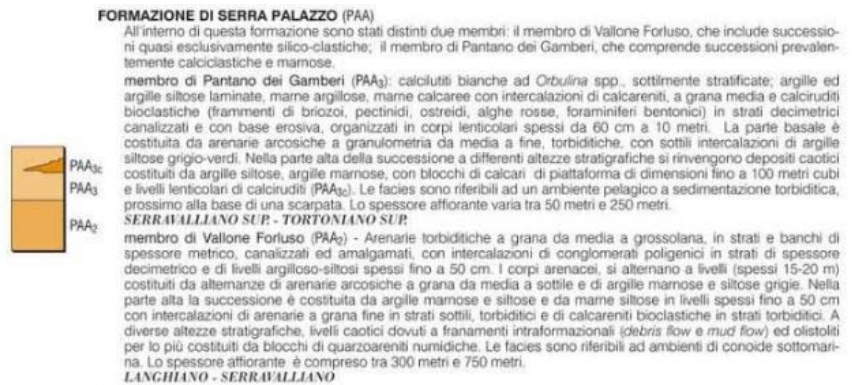 FORMAZIONE DI SERRA PALAZZO (PAA)
All'interno di questa formazione sono stati distinti due membri: il membro di Vallone Forluso, che include successio-
ni quasi esclusivamente silico-clastiche; il membro di Pantano dei Gamberi, che comprende successioni prevalen-
temente calciclastiche e marnose.
membro di Pantano dei Gamberi (PAA₃): calcilutiti bianche ad Orbulina spp., sottilmente stratificate; argille ed
argille siltose laminate, marne argillose, marne calcaree con intercalazioni di calcareniti, a grana media e calciruditi
bioclastiche (frammenti di briozoi, pectinidi, ostreidi, alghe rosse, foraminiferi bentonici) in strati decimetrici
canalizzati e con base erosiva, organizzati in corpi lenticolari spessi da 60 cm a 10 metri. La parte basale è
costituita da arenarie arcosiche a granulometria da media a fine, torbiditiche, con sottili intercalazioni di argille
siltose grigio-verdi. Nella parte alta della successione a differenti altezze stratigrafiche si rinvengono depositi caotici
costituiti da argille siltose, argille marnose, con blocchi di calcari di piattaforma di dimensioni fino a 100 metri cubi
e livelli lenticolari di calciruditi (PAA₃c). Le facies sono riferibili ad un ambiente pelagico a sedimentazione torbiditica,
prossimo alla base di una scarpata. Lo spessore affiorante varia tra 50 metri e 250 metri.
SERRAVALLIANO SUP. - TORTONIANO SUP.
membro di Vallone Forluso (PAA₂) - Arenarie torbiditiche a grana da media a grossolana, in strati e banchi di
spessore metrico, canalizzati ed amalgamati, con intercalazioni di conglomerati poligenici in strati di spessore
decimetrico e di livelli argilloso-siltosi spessi fino a 50 cm. I corpi arenacei, si alternano a livelli (spessi 15-20 m)
costituiti da alternanze di arenarie arcosiche a grana da media a sottile e di argille marnose e siltose grigie. Nella
parte alta la successione è costituita da argille marnose e siltose e da marne siltose in livelli spessi fino a 50 cm
con intercalazioni di arenarie a grana fine in strati sottili, torbiditici e di calcareniti bioclastiche in strati torbiditici. A
diverse altezze stratigrafiche, livelli caotici dovuti a franamenti intraformazionali (debris flow e mud flow) ed olistoliti
per lo più costituiti da blocchi di quarzoareniti numidiche. Le facies sono riferibili ad ambienti di conoide sottomari-
na. Lo spessore affiorante è compreso tra 300 metri e 750 metri.
LANGHIANO - SERRAVALLIANO
PAA₃c
PAA₃
PAA₂